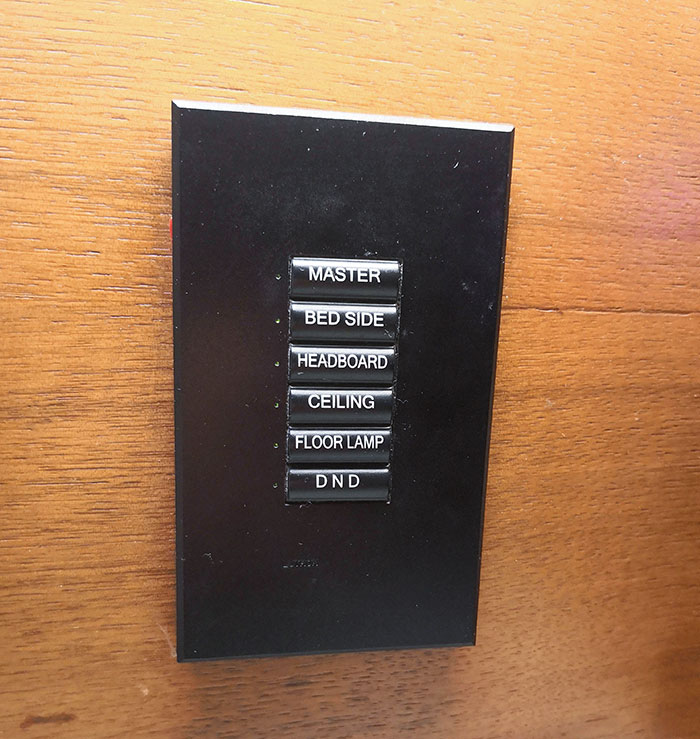 MASTER
BED SIDE
HEADBOARD
CEILING
FLOOR LAMP
DND